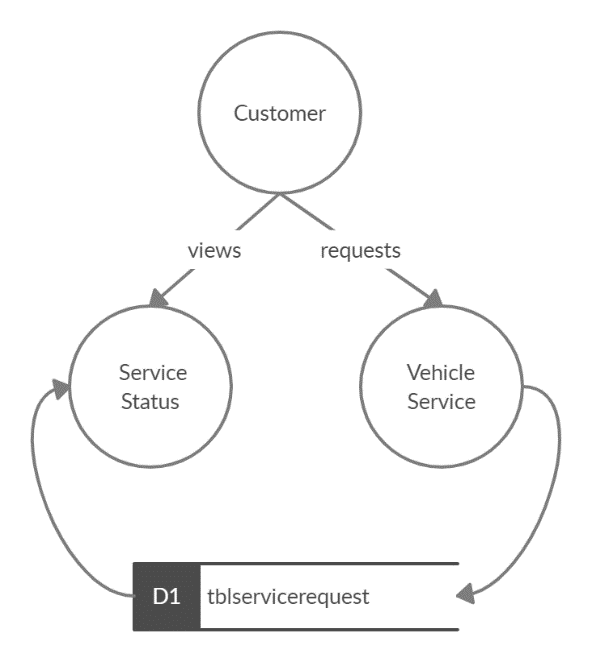 Customer
views
requests
Service
Status
Vehicle
Service
D1
tblservicerequest